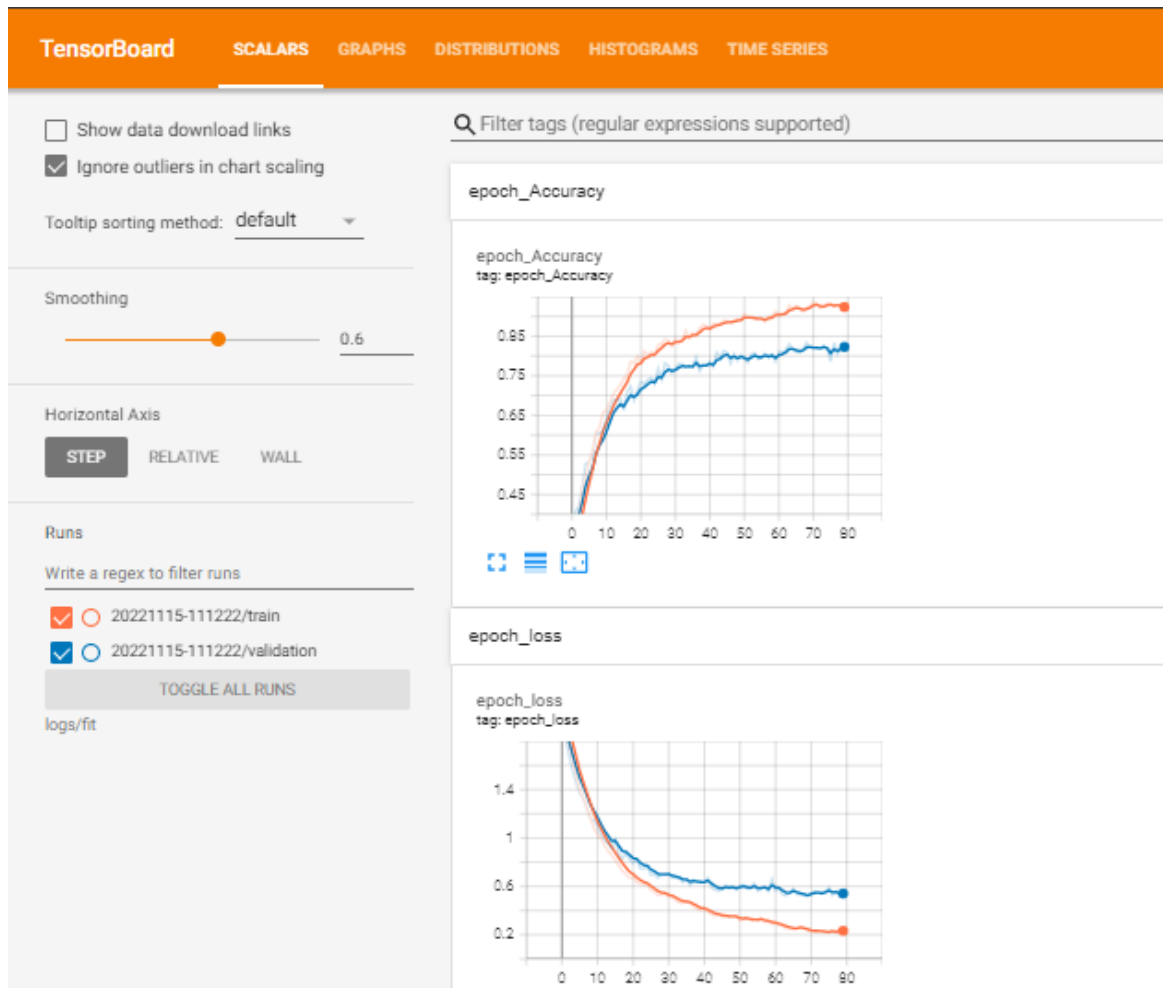 TensorBoard SCALARS GRAPHS DISTRIBUTIONS HISTOGRAMS TIME SERIES
Show data download links
Ignore outliers in chart scaling
Tooltip sorting method: default
Smoothing
0.6
Horizontal Axis
STEP RELATIVE WALL
Runs
Write a regex to filter runs
20221115-111222/train
20221115-111222/validation
TOGGLE ALL RUNS
logs/fit
Filter tags (regular expressions supported)
epoch_Accuracy
epoch_Accuracy
tag: epoch_Accuracy
0.85
0.75
0.65
0.55
0.45
0 10 20 30 40 50 60 70 80
epoch_loss
epoch_loss
tag: epoch_loss
1.4
1
0.6
0.2
0 10 20 30 40 50 60 70 80